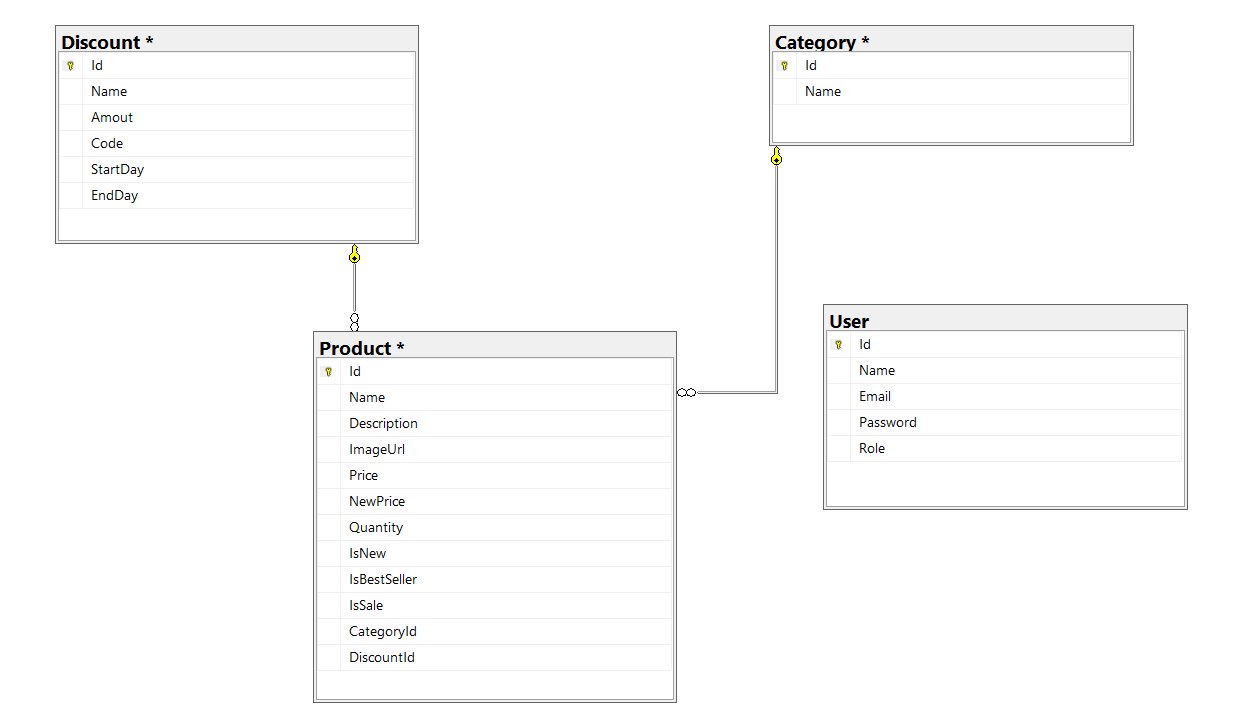 Discount *
Id
Name
Amout
Code
StartDay
EndDay
Category *
Id
Name
Product *
Id
Name
Description
ImageUrl
Price
NewPrice
Quantity
IsNew
IsBestSeller
IsSale
CategoryId
DiscountId
User
Id
Name
Email
Password
Role